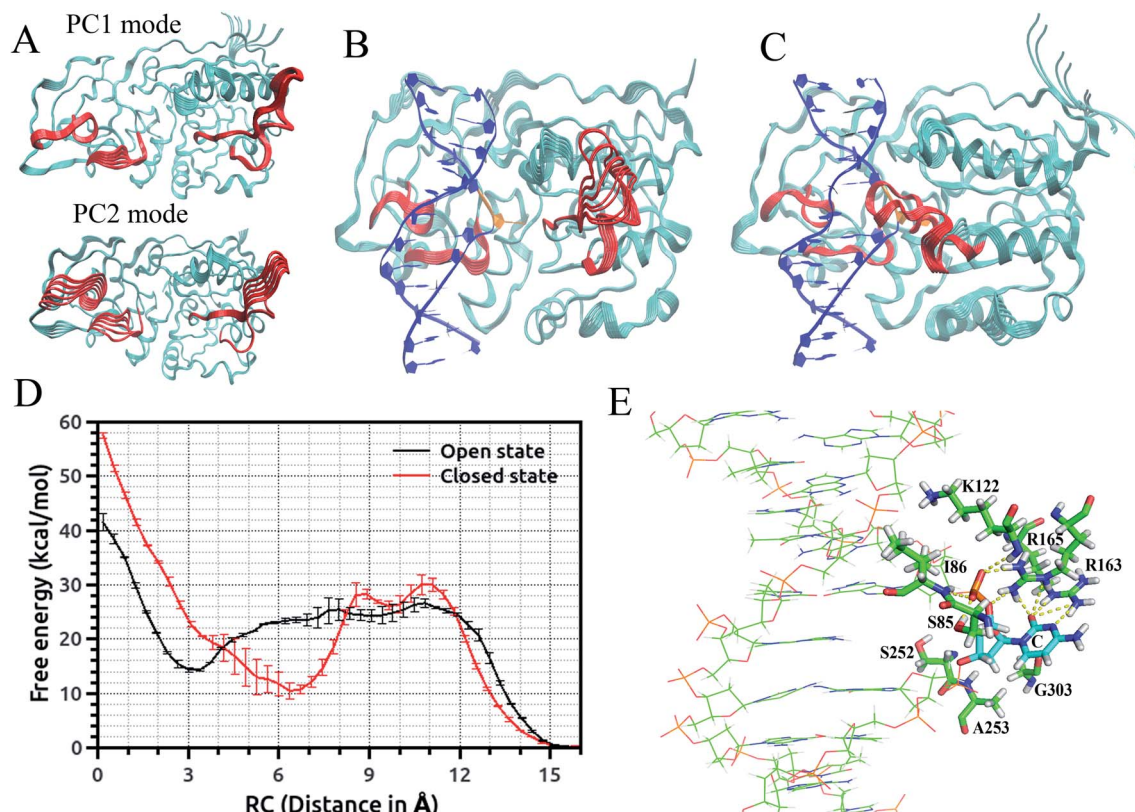 A
PC1 mode
PC2 mode
B
C
D
Free energy (kcal/mol)
60
50
40
30
20
10
0
Open state
Closed state
0 3 6 9 12 15
RC (Distance in Å)
E
K122
R165
I86
R163
S85
C
S252
G303
A253